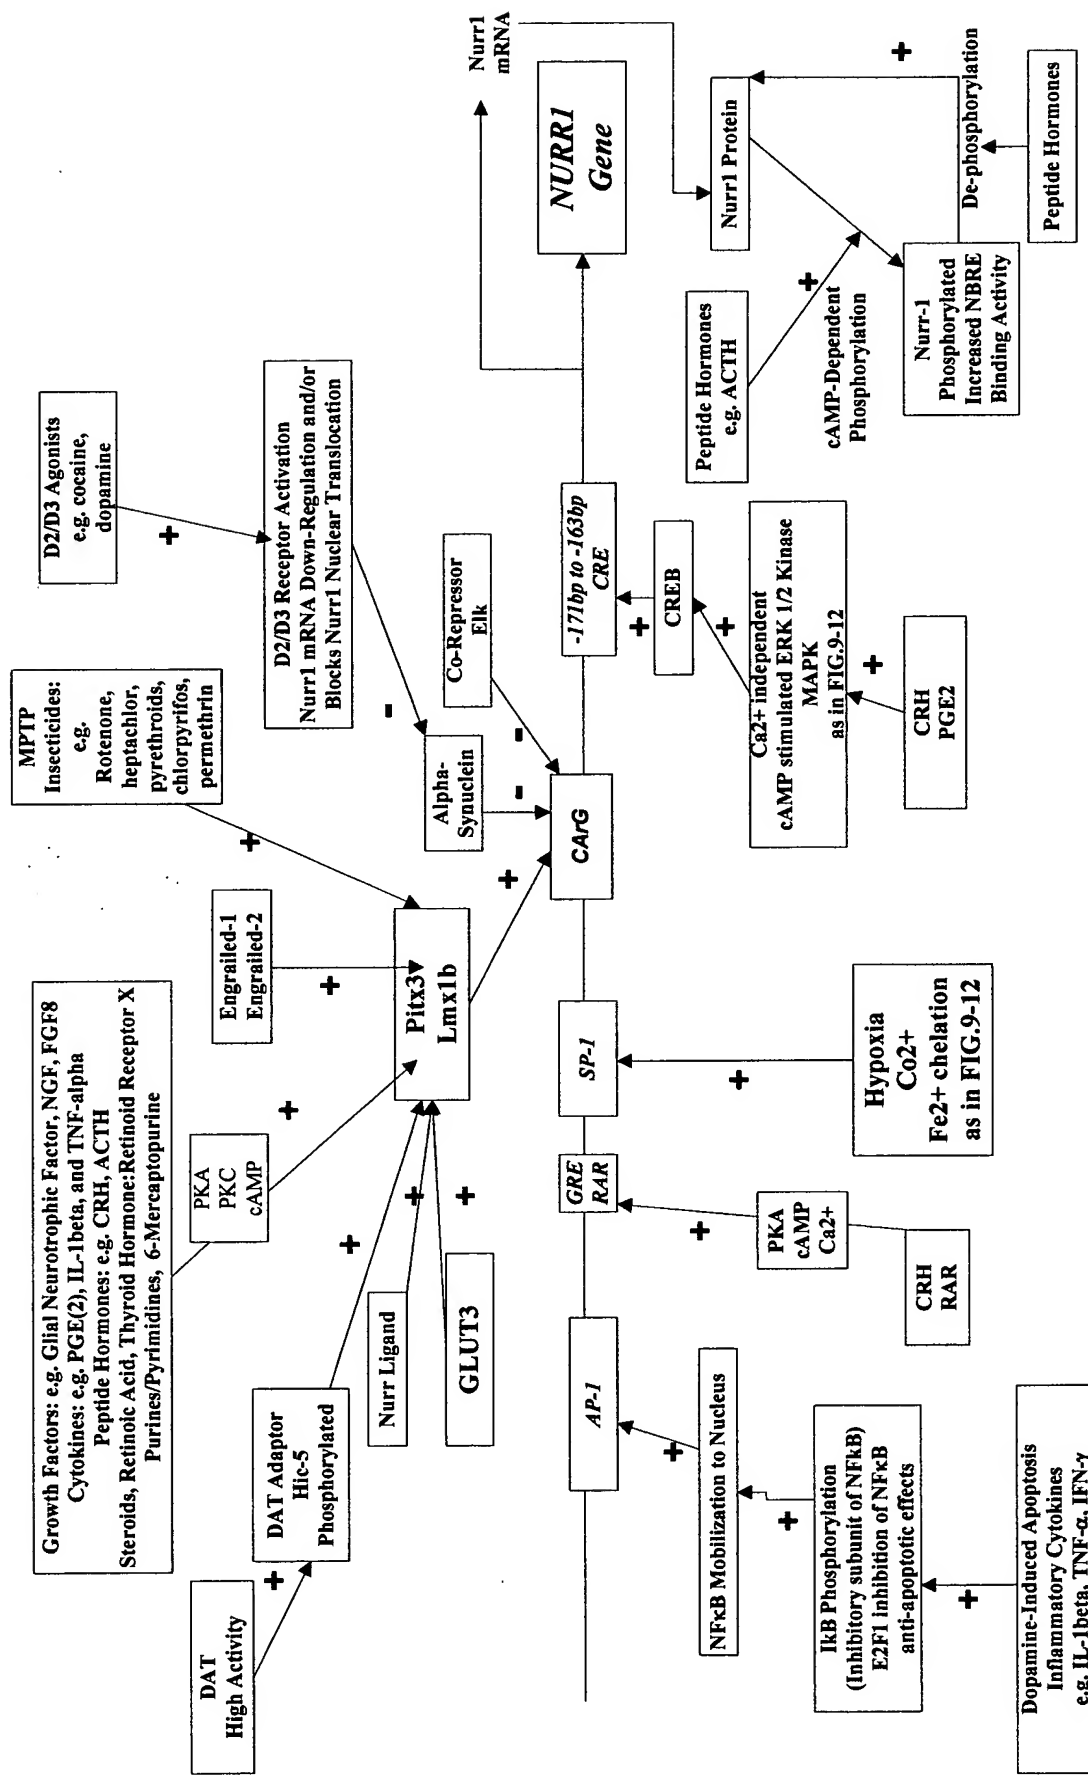 Growth Factors: e.g. Glial Neurotrophic Factor, NGF, FGF8
Cytokines: e.g. PGE(2), IL-1beta, and TNF-alpha
Peptide Hormones: e.g. CRH, ACTH
Steroids, Retinoic Acid, Thyroid Hormone:Retinoid Receptor X
Purines/Pyrimidines, 6-Mercaptopurine
MPTP
Insecticides:
e.g.
Rotenone,
heptachlor,
pyrethroids,
chlorpyrifos,
permethrin
D2/D3 Agonists
e.g. cocaine,
dopamine
DAT
High Activity
+
DAT Adaptor
Hic-5
Phosphorylated
+
PKA
PKC
cAMP
+
Engrailed-1
Engrailed-2
+
+
+
D2/D3 Receptor Activation
Nurr1 mRNA Down-Regulation and/or
Blocks Nurr1 Nuclear Translocation
-
Nurr Ligand
+
GLUT3
+
Pitx3
Lmx1b
+
Alpha-
Synuclein
-
Co-Repressor
Elk
-
Nurr1
mRNA
AP-1
GRE
RAR
SP-1
CArG
-171bp to -163bp
CRE
NURR1
Gene
NFκB Mobilization to Nucleus
+
IkB Phosphorylation
(Inhibitory subunit of NFkB)
E2F1 inhibition of NFκB
anti-apoptotic effects
+
Dopamine-Induced Apoptosis
Inflammatory Cytokines
e.g. IL-1beta, TNF-α, IFN-γ
+
PKA
cAMP
Ca2+
+
CRH
RAR
Hypoxia
Co2+
Fe2+ chelation
as in FIG.9-12
+
CREB
+
Ca2+ independent
cAMP stimulated ERK 1/2 Kinase
MAPK
as in FIG.9-12
+
CRH
PGE2
+
Peptide Hormones
e.g. ACTH
+
cAMP-Dependent
Phosphorylation
Nurr1 Protein
Nurr-1
Phosphorylated
Increased NBRE
Binding Activity
+
De-phosphorylation
Peptide Hormones